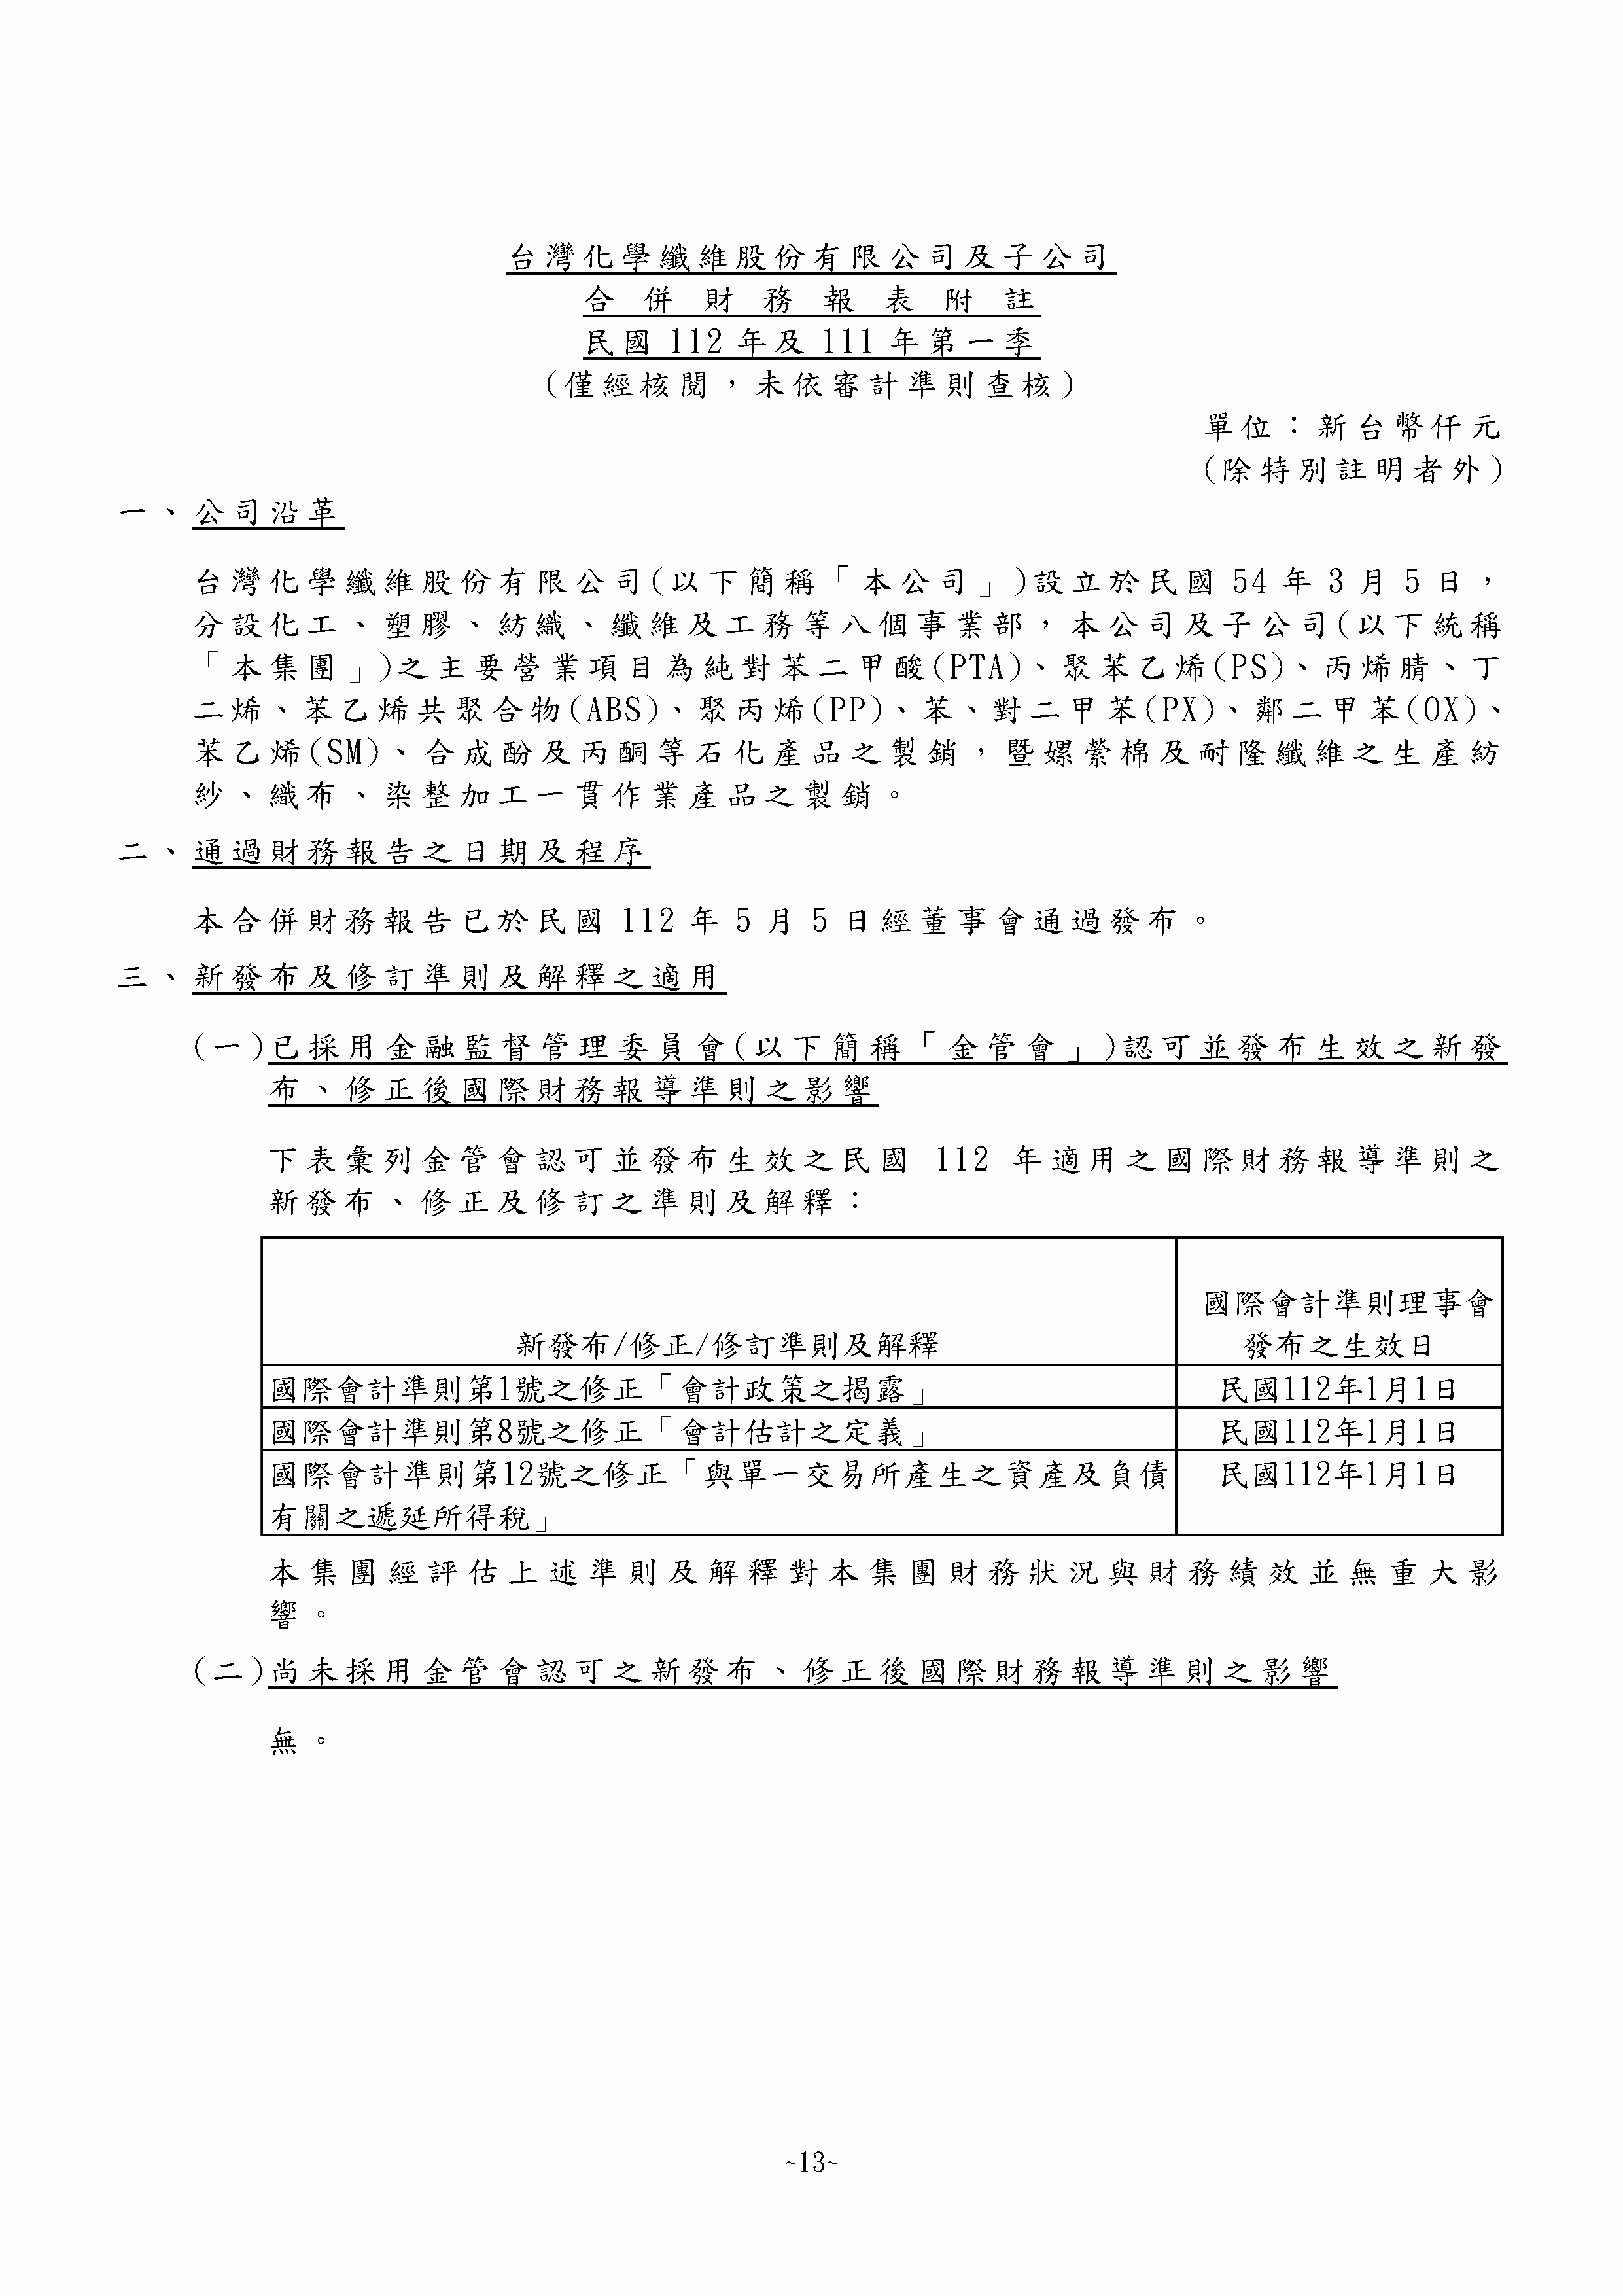 台灣化學纖維股份有限公司及子公司
合併財務報表附註
民國 112 年及 111 年第一季
(僅經核閱，未依審計準則查核)
單位：新台幣仟元
(除特別註明者外)
一、公司沿革
台灣化學纖維股份有限公司(以下簡稱「本公司」)設立於民國 54 年 3 月 5 日，
分設化工、塑膠、紡織、纖維及工務等八個事業部，本公司及子公司(以下統稱
「本集團」)之主要營業項目為純對苯二甲酸(PTA)、聚苯乙烯(PS)、丙烯腈、丁
二烯、苯乙烯共聚合物(ABS)、聚丙烯(PP)、苯、對二甲苯(PX)、鄰二甲苯(OX)、
苯乙烯(SM)、合成酚及丙酮等石化產品之製銷，暨嫘縈棉及耐隆纖維之生產紡
紗、織布、染整加工一貫作業產品之製銷。
二、通過財務報告之日期及程序
本合併財務報告已於民國 112 年 5 月 5 日經董事會通過發布。
三、新發布及修訂準則及解釋之適用
(一)已採用金融監督管理委員會(以下簡稱「金管會」)認可並發布生效之新發
布、修正後國際財務報導準則之影響
下表彙列金管會認可並發布生效之民國 112 年適用之國際財務報導準則之
新發布、修正及修訂之準則及解釋：
國際會計準則理事會
新發布/修正/修訂準則及解釋 發布之生效日
國際會計準則第1號之修正「會計政策之揭露」 民國112年1月1日
國際會計準則第8號之修正「會計估計之定義」 民國112年1月1日
國際會計準則第12號之修正「與單一交易所產生之資產及負債 民國112年1月1日
有關之遞延所得稅」
本集團經評估上述準則及解釋對本集團財務狀況與財務績效並無重大影
響。
(二)尚未採用金管會認可之新發布、修正後國際財務報導準則之影響
無。
~13~